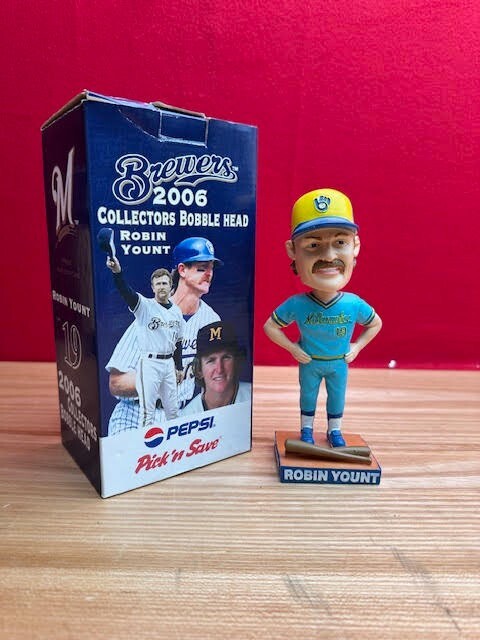 Brewers
2006
COLLECTORS BOBBLE HEAD
ROBIN
YOUNT
M
PEPSI
Pick 'n Save
M
ROBIN YOUNT
19
2006
COLLECTORS
BOBBLE HEAD
Milwaukee
19
ROBIN YOUNT